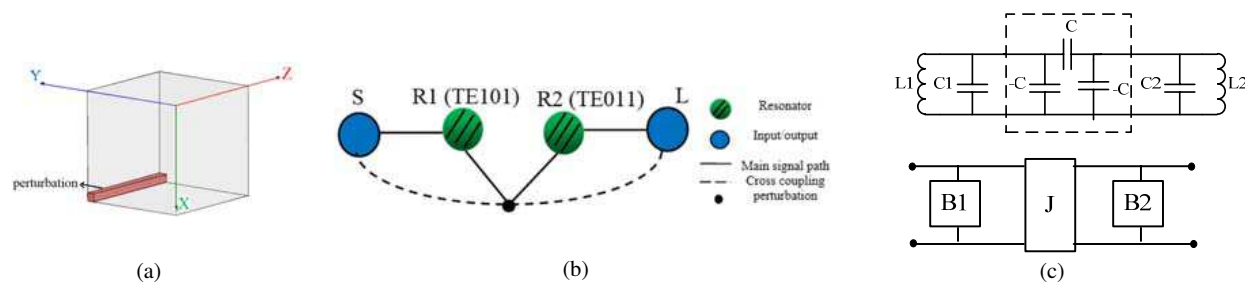 Y
Z
perturbation
X
(a)
S
R1 (TE101)
R2 (TE011)
L
Resonator
Input/output
Main signal path
Cross coupling
perturbation
(b)
C
L1
C1
-C
-C
C2
L2
B1
J
B2
(c)